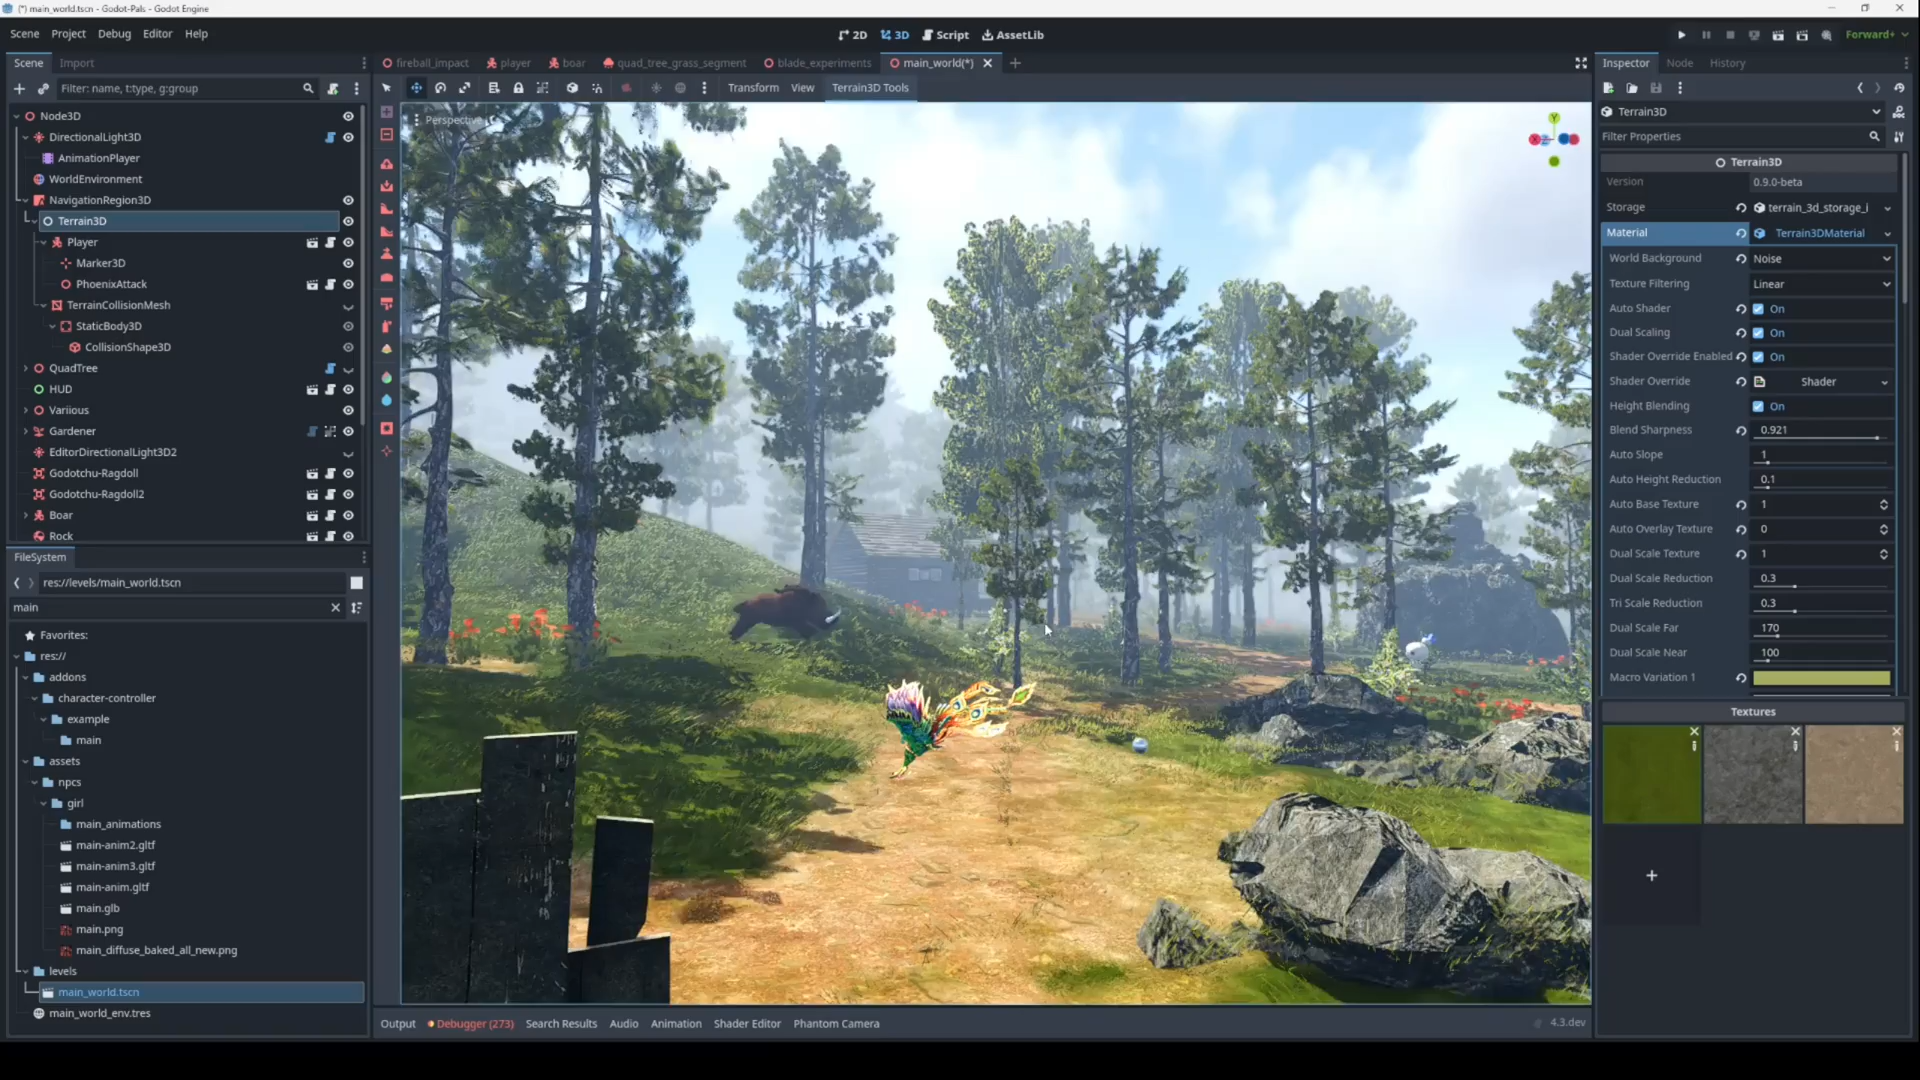 (*) main_world.tscn - Godot-Pals - Godot Engine
Scene Project Debug Editor Help
2D 3D Script AssetLib
Forward+
Scene Import
fireball_impact player boar quad_tree_grass_segment blade_experiments main_world(*)
Inspector Node History
Filter: name, t:type, g:group
Transform View Terrain3D Tools
Perspective
Y
X
Node3D
DirectionalLight3D
AnimationPlayer
WorldEnvironment
NavigationRegion3D
Terrain3D
Player
Marker3D
PhoenixAttack
TerrainCollisionMesh
StaticBody3D
CollisionShape3D
QuadTree
HUD
Variious
Gardener
EditorDirectionalLight3D2
Godotchu-Ragdoll
Godotchu-Ragdoll2
Boar
Rock
FileSystem
res://levels/main_world.tscn
main
Favorites:
res://
addons
character-controller
example
main
assets
npcs
girl
main_animations
main-anim2.gltf
main-anim3.gltf
main-anim.gltf
main.glb
main.png
main_diffuse_baked_all_new.png
levels
main_world.tscn
main_world_env.tres
Output Debugger (273) Search Results Audio Animation Shader Editor Phantom Camera
4.3.dev
Terrain3D
Filter Properties
Terrain3D
Version 0.9.0-beta
Storage terrain_3d_storage_i
Material Terrain3DMaterial
World Background Noise
Texture Filtering Linear
Auto Shader On
Dual Scaling On
Shader Override Enabled On
Shader Override Shader
Height Blending On
Blend Sharpness 0.921
Auto Slope 1
Auto Height Reduction 0.1
Auto Base Texture 1
Auto Overlay Texture 0
Dual Scale Texture 1
Dual Scale Reduction 0.3
Tri Scale Reduction 0.3
Dual Scale Far 170
Dual Scale Near 100
Macro Variation 1
Textures